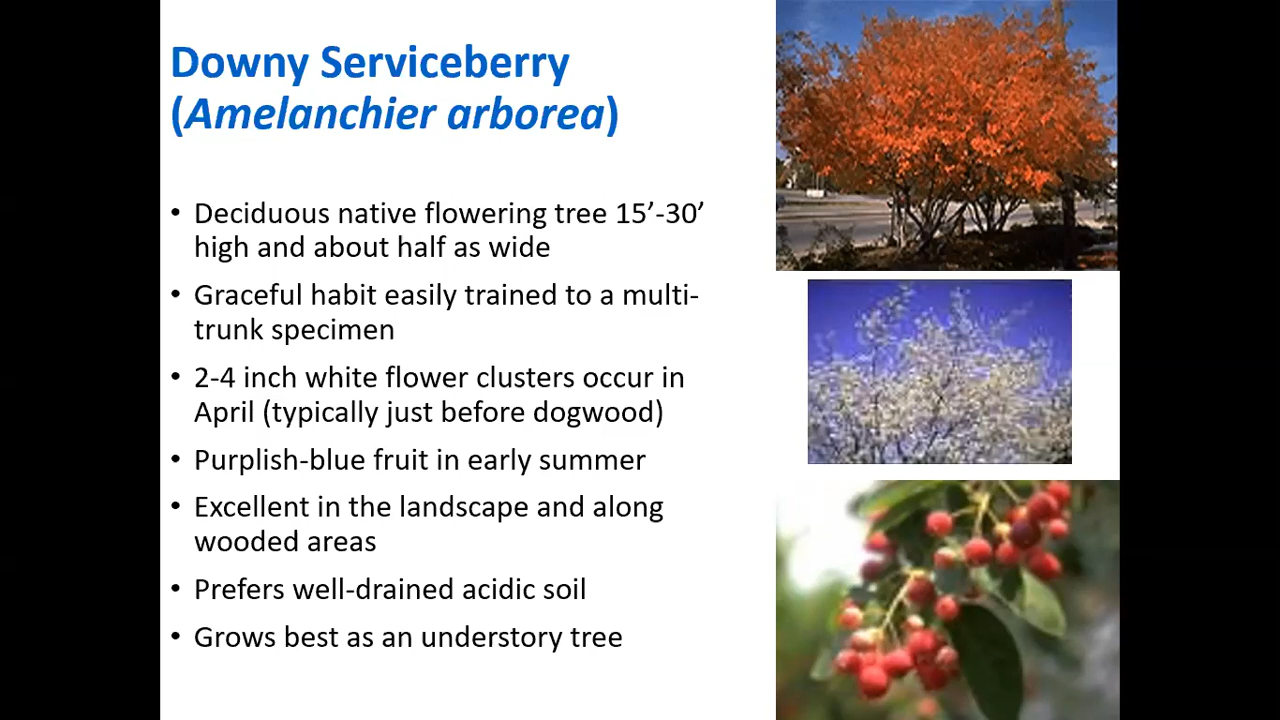 Downy Serviceberry
(Amelanchier arborea)
• Deciduous native flowering tree 15’-30’
high and about half as wide
• Graceful habit easily trained to a multi-
trunk specimen
• 2-4 inch white flower clusters occur in
April (typically just before dogwood)
• Purplish-blue fruit in early summer
• Excellent in the landscape and along
wooded areas
• Prefers well-drained acidic soil
• Grows best as an understory tree